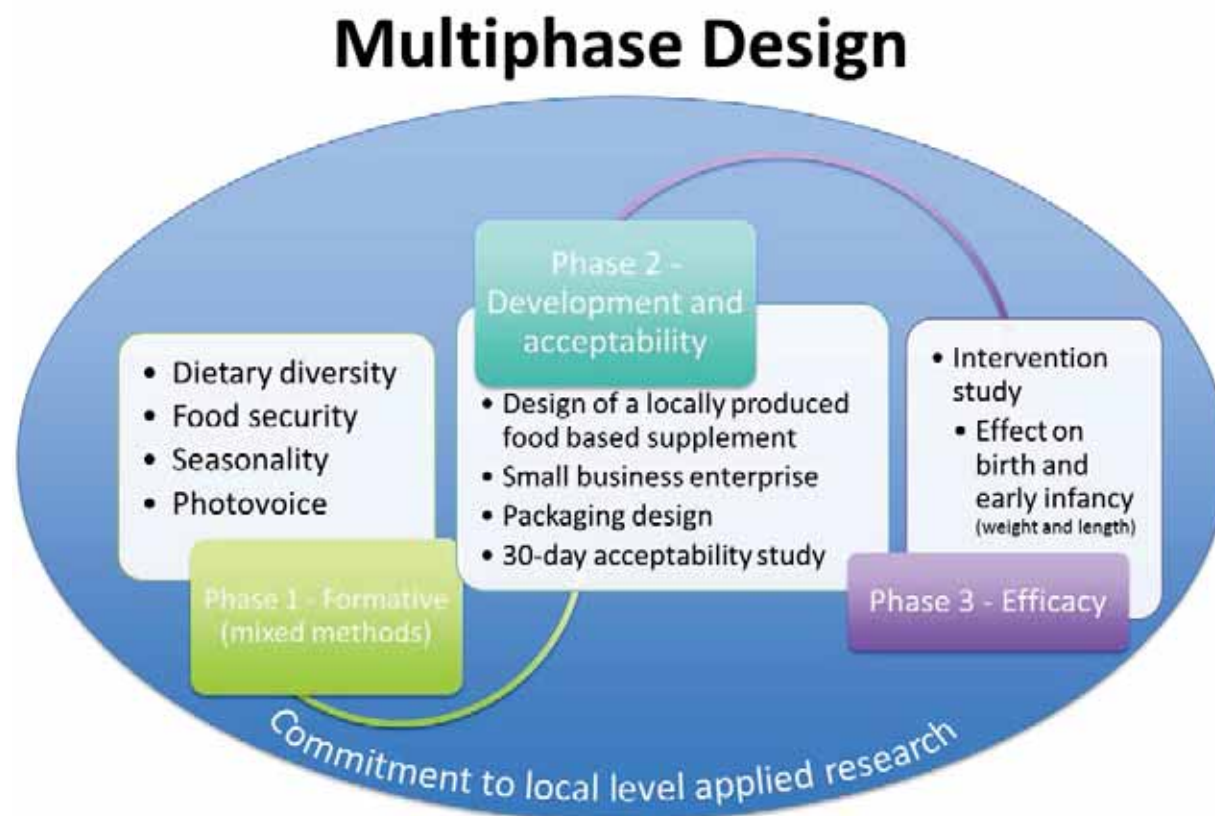 Multiphase Design
• Dietary diversity
• Food security
• Seasonality
• Photovoice
Phase 1 - Formative
(mixed methods)
Phase 2 -
Development and
acceptability
• Design of a locally produced
food based supplement
• Small business enterprise
• Packaging design
• 30-day acceptability study
• Intervention
study
• Effect on
birth and
early infancy
(weight and length)
Phase 3 - Efficacy
Commitment to local level applied research